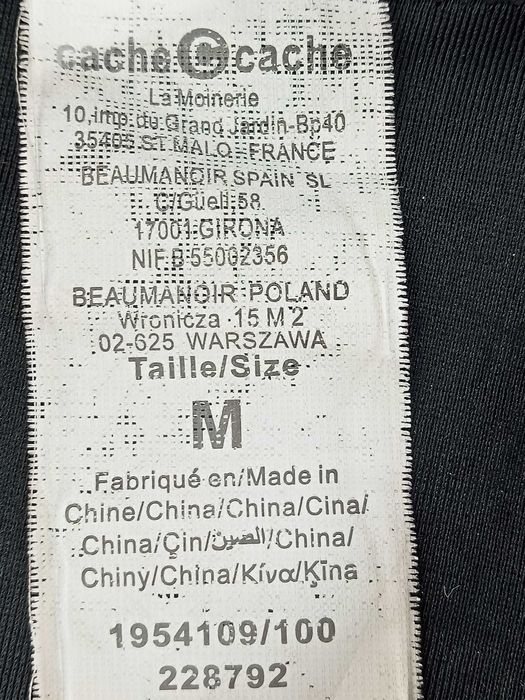 cache C cache
La Moinerie
10,imp.du Grand Jardin-Bp40
35405 ST MALO - FRANCE
BEAUMANOIR SPAIN SL
C/Güell 58
17001 GIRONA
NIF B 55002356
BEAUMANOIR POLAND
Wronicza 15 M 2
02-625 WARSZAWA
Taille/Size
M
Fabriqué en/Made in
Chine/China/China/Cina/
China/Çin/الصين/China/
Chiny/China/Κίνα/Ķīna
1954109/100
228792